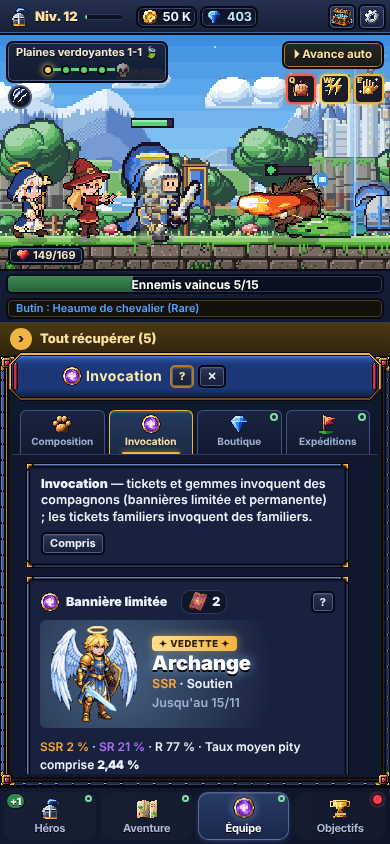 Niv. 12
50 K
403
Plaines verdoyantes 1-1
Avance auto
Q
W
E
149/169
Ennemis vaincus 5/15
Butin : Heaume de chevalier (Rare)
Tout récupérer (5)
Invocation
?
×
Composition
Invocation
Boutique
Expéditions
Invocation — tickets et gemmes invoquent des
compagnons (bannières limitée et permanente)
; les tickets familiers invoquent des familiers.
Compris
Bannière limitée
2
?
✦ VEDETTE ✦
Archange
SSR · Soutien
Jusqu'au 15/11
SSR 2 % · SR 21 % · R 77 % · Taux moyen pity
comprise 2,44 %
+1
Héros
Aventure
Équipe
Objectifs